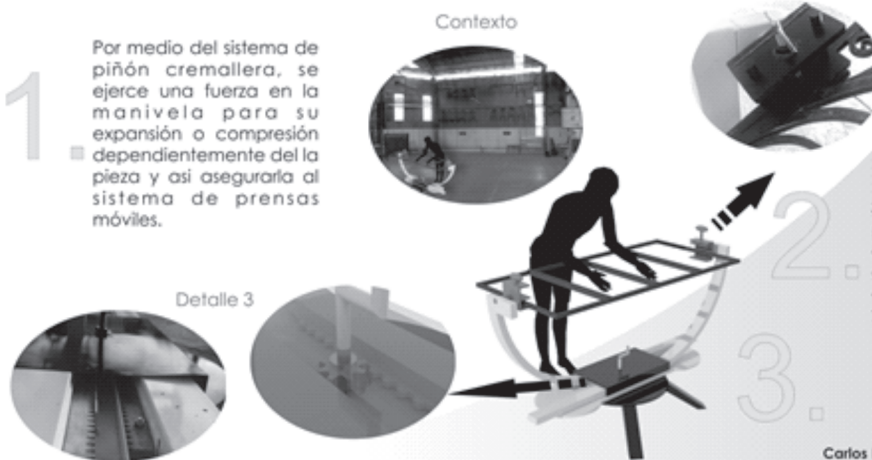 Contexto
1.
Por medio del sistema de
piñón cremallera, se
ejerce una fuerza en la
manivela para su
expansión o compresión
dependientemente del la
pieza y asi asegurarla al
sistema de prensas
móviles.
2.
Detalle 3
3.
Carlos